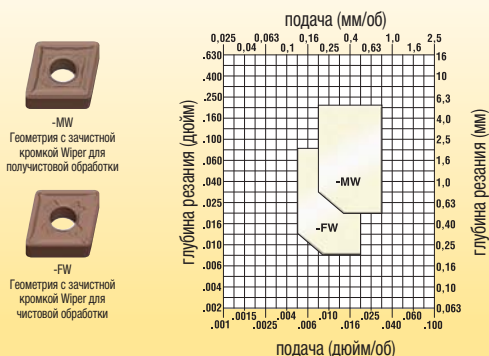 подача (мм/об)
0,025 0,06 0,16 0,25 0,4 1,0 2,5
0,04 0,1 0,25 0,63 1,6
-MW
Геометрия с зачистной
кромкой Wiper для
получистовой обработки
-FW
Геометрия с зачистной
кромкой Wiper для
чистовой обработки
глубина резания (дюйм)
.630
.400
.250
.160
.100
.060
.040
.025
.016
.010
.006
.004
.002
-MW
-FW
16
10
6,3
4,0
2,5
1,6
1,0
0,63
0,40
0,25
0,16
0,10
0,063
глубина резания (мм)
.0015 .004 .010 .025 .060
.001 .0025 .006 .016 .040 .100
подача (дюйм/об)